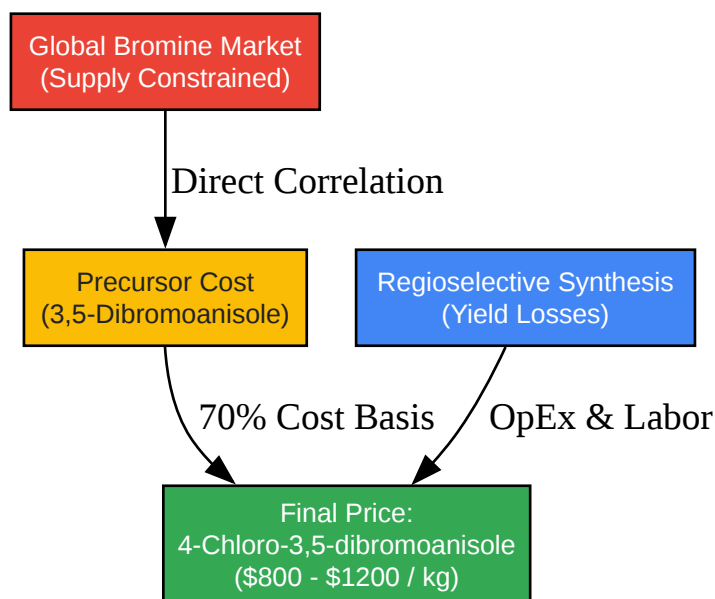 Global Bromine Market
(Supply Constrained)
Direct Correlation
Precursor Cost
(3,5-Dibromoanisole)
Regioselective Synthesis
(Yield Losses)
70% Cost Basis
OpEx & Labor
Final Price:
4-Chloro-3,5-dibromoanisole
($800 - $1200 / kg)